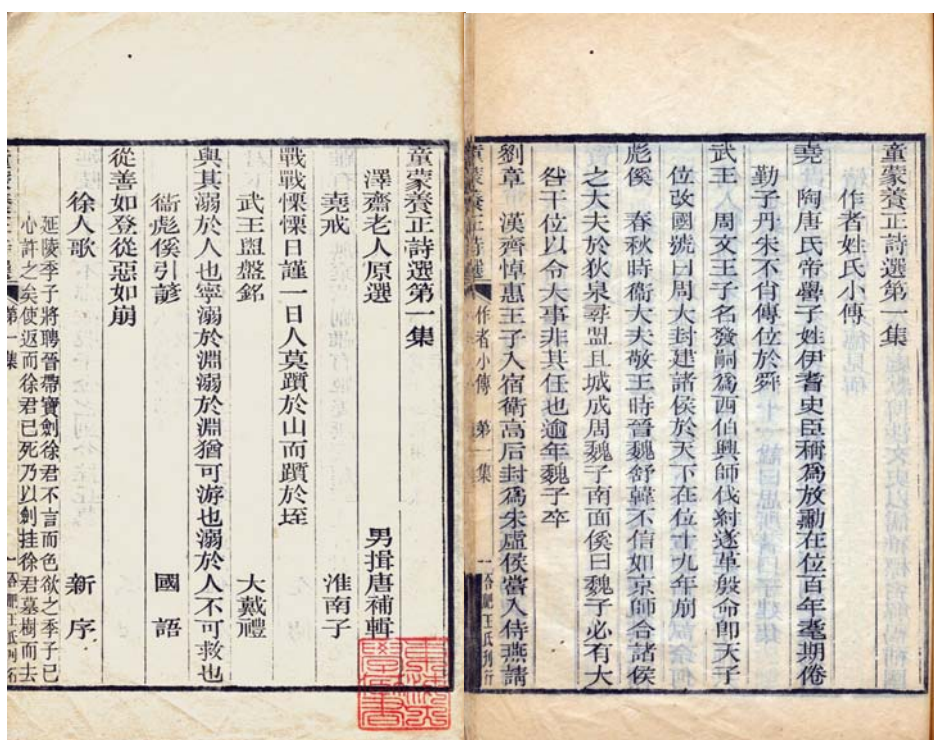 童蒙養正詩選第一集
作者姓氏小傳
堯 陶唐氏帝嚳子姓伊耆史臣稱為放勳在位百年耄期倦
勤子丹朱不肖傳位於舜
武王 周文王子名發嗣為西伯興師伐紂遂革殷命即天子
位改國號曰周大封建諸侯於天下在位十九年崩
彪傒 春秋時衞大夫敬王時晉魏舒韓不信如京師合諸侯
之大夫於狄泉尋盟且城成周魏子南面傒曰魏子必有大
咎干位以令大事非其任也逾年魏子卒
劉章 漢齊悼惠王子入宿衛高后封為朱虛侯嘗入侍燕請
童蒙養正詩選 作者小傳 第一集 一
童蒙養正詩選第一集
澤齋老人原選 男揖唐補輯
堯戒 淮南子
戰戰慄慄日謹一日人莫躓於山而躓於垤
武王盥盤銘 大戴禮
與其溺於人也寧溺於淵溺於淵猶可游也溺於人不可救也
衞彪傒引諺 國語
從善如登從惡如崩
徐人歌 新序
延陵季子將聘晉帶寶劍徐君不言而色欲之季子已
心許之矣使返而徐君已死乃以劍挂徐君墓樹而去
第一集 一